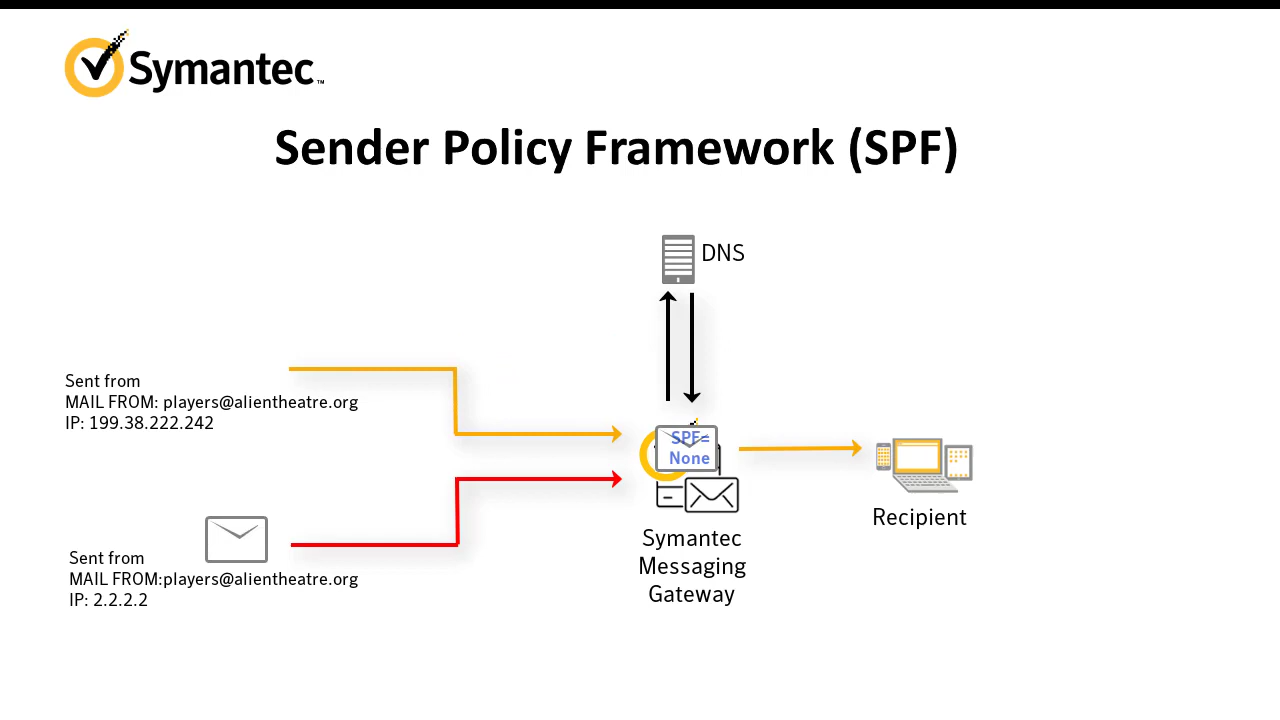 Symantec™
Sender Policy Framework (SPF)
DNS
Sent from
MAIL FROM: players@alientheatre.org
IP: 199.38.222.242
SPF=
None
Recipient
Symantec
Messaging
Gateway
Sent from
MAIL FROM:players@alientheatre.org
IP: 2.2.2.2